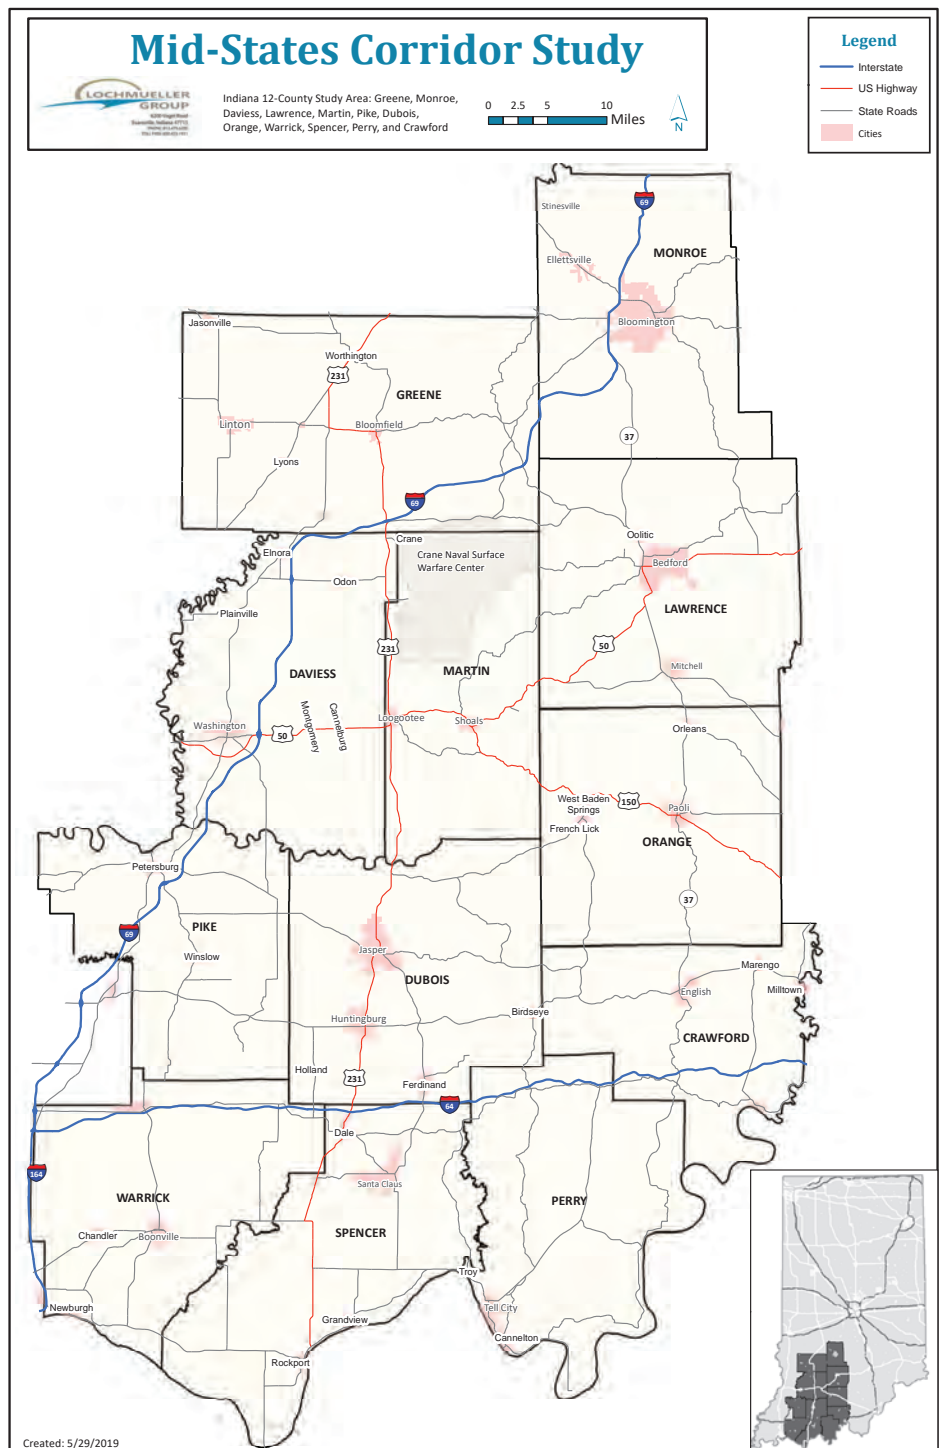 Mid-States Corridor Study
LOCHMUELLER
GROUP
Indiana 12-County Study Area: Greene, Monroe,
Daviess, Lawrence, Martin, Pike, Dubois,
Orange, Warrick, Spencer, Perry, and Crawford
0 2.5 5 10
Miles
N
Legend
Interstate
US Highway
State Roads
Cities
69
Stinesville
MONROE
Ellettsville
Bloomington
Jasonville
Worthington
231
GREENE
Linton
Bloomfield
37
Lyons
69
Oolitic
Crane
Elnora
Crane Naval Surface
Warfare Center
Bedford
Odon
LAWRENCE
Plainville
50
231
Mitchell
DAVIESS
MARTIN
Montgomery
Cannelburg
Loogootee
Shoals
Washington
50
Orleans
West Baden
Springs
150
Paoli
French Lick
ORANGE
Petersburg
37
PIKE
69
Winslow
Jasper
DUBOIS
Marengo
English
Milltown
Birdseye
Huntingburg
CRAWFORD
Holland
231
Ferdinand
64
Dale
164
Santa Claus
WARRICK
PERRY
Chandler
Boonville
SPENCER
Troy
Newburgh
Tell City
Grandview
Cannelton
Rockport
Created: 5/29/2019